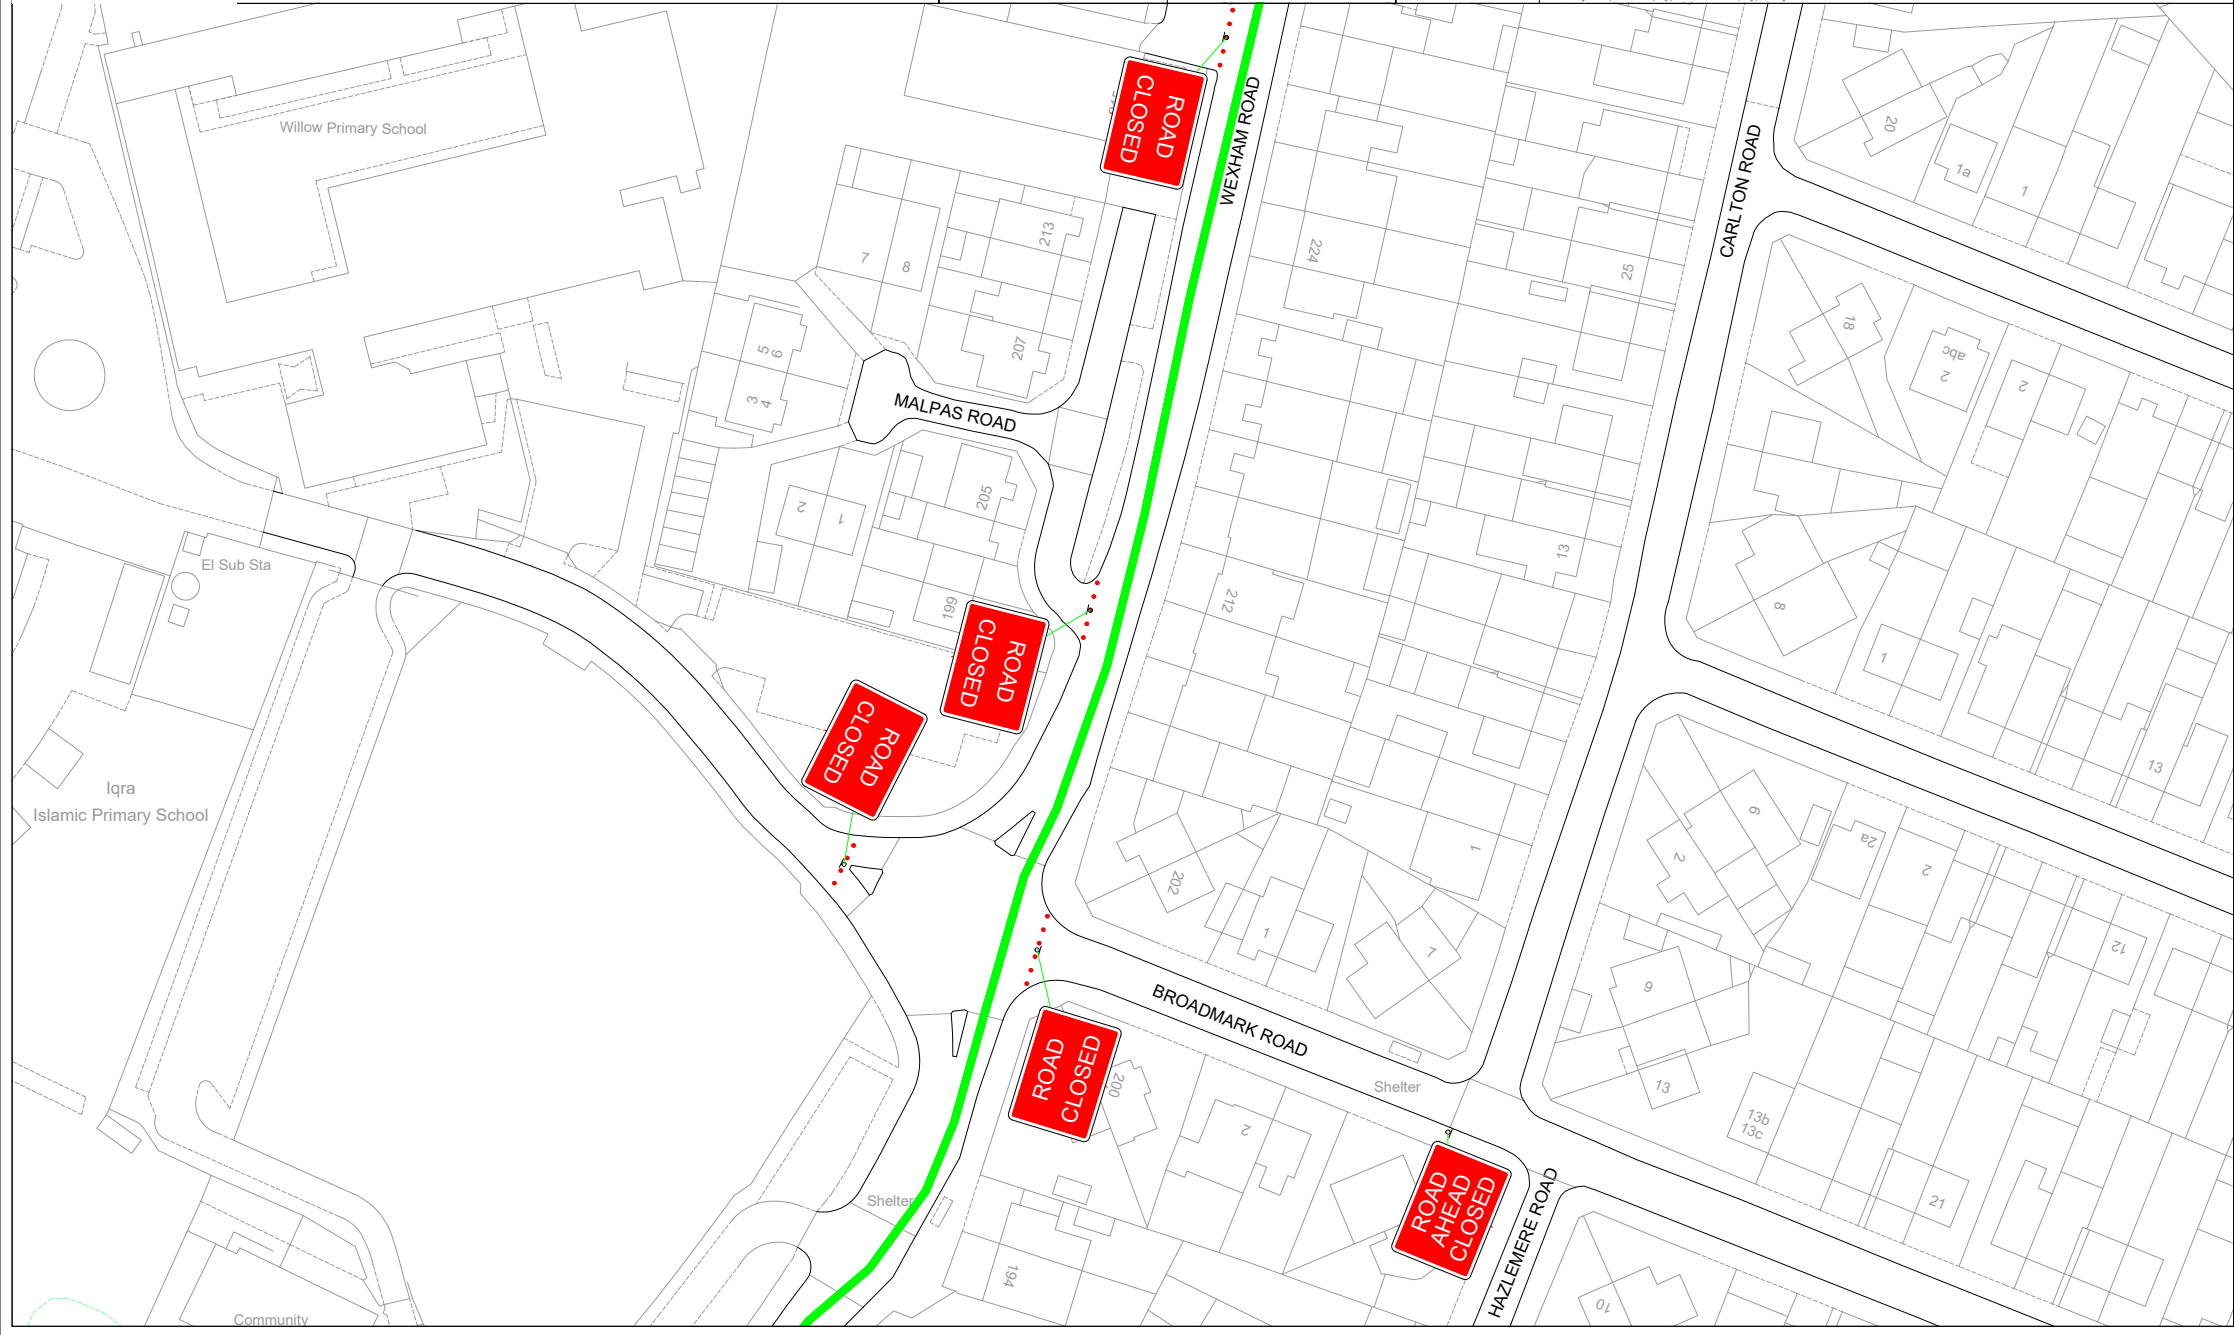 Willow Primary School
ROAD
CLOSED
WEXHAM ROAD
CARLTON ROAD
20
1a
1
7
8
213
224
25
18
abc
2
2
5
6
207
3
4
MALPAS ROAD
205
2
1
13
El Sub Sta
199
212
8
1
ROAD
CLOSED
ROAD
CLOSED
Iqra
Islamic Primary School
13
9
2
2a
2
1
202
1
7
12
9
BROADMARK ROAD
ROAD
CLOSED
200
Shelter
2
13
13b
13c
21
Shelter
ROAD
AHEAD
CLOSED
HAZLEMERE ROAD
194
10
Community